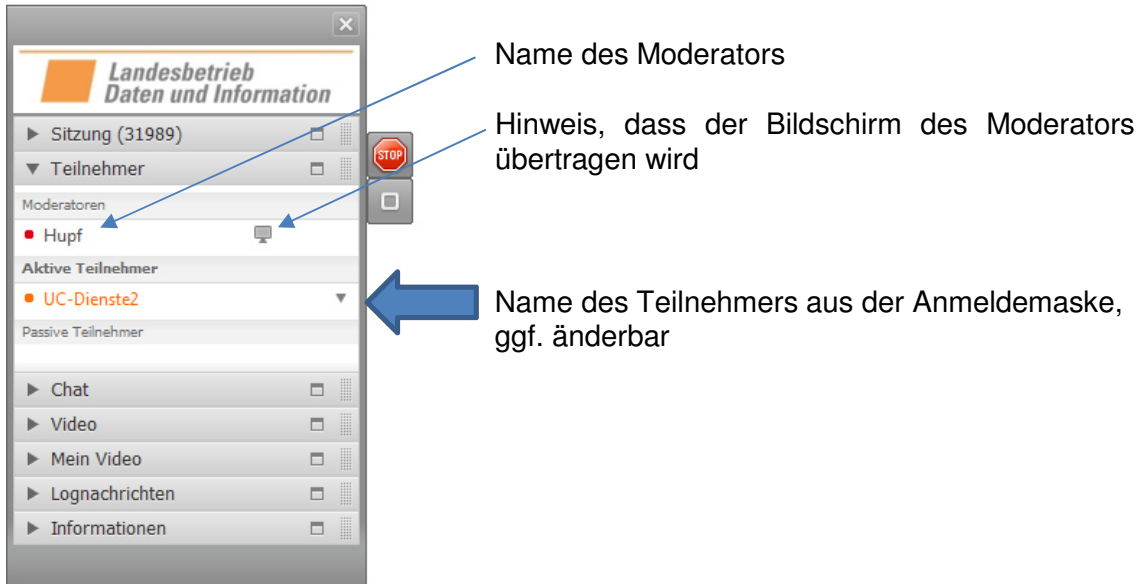 Landesbetrieb
Daten und Information
Sitzung (31989)
Teilnehmer
Moderatoren
Hupf
Aktive Teilnehmer
UC-Dienste2
Passive Teilnehmer
Chat
Video
Mein Video
Lognachrichten
Informationen
STOP
Name des Moderators
Hinweis, dass der Bildschirm des Moderators
übertragen wird
Name des Teilnehmers aus der Anmeldemaske,
ggf. änderbar